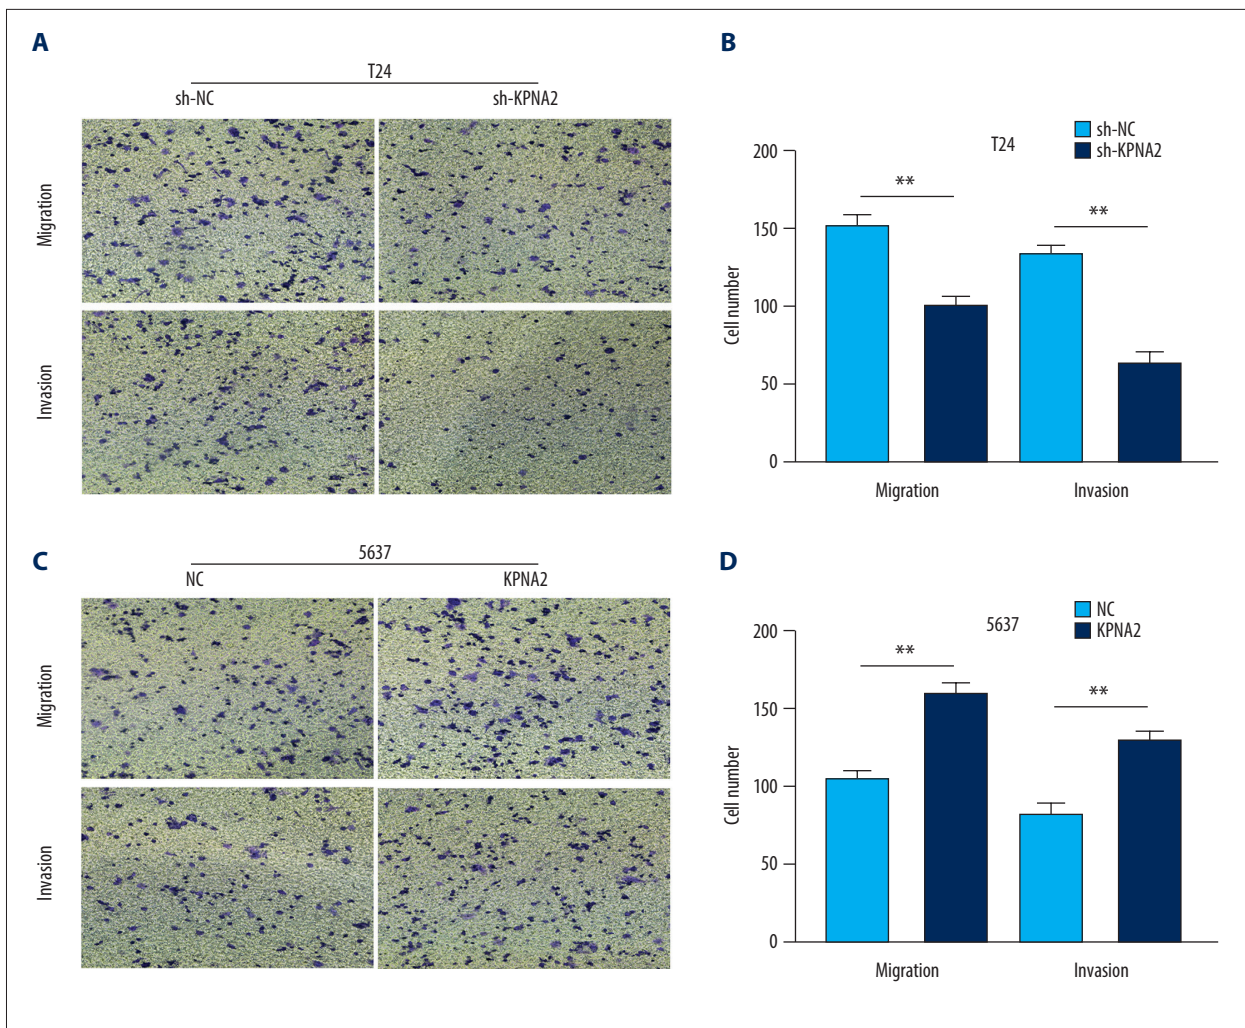 A
T24
sh-NC
sh-KPNA2
Migration
Invasion
B
T24
sh-NC
sh-KPNA2
Cell number
200
150
100
50
0
**
**
Migration
Invasion
C
5637
NC
KPNA2
Migration
Invasion
D
5637
NC
KPNA2
Cell number
200
150
100
50
0
**
**
Migration
Invasion